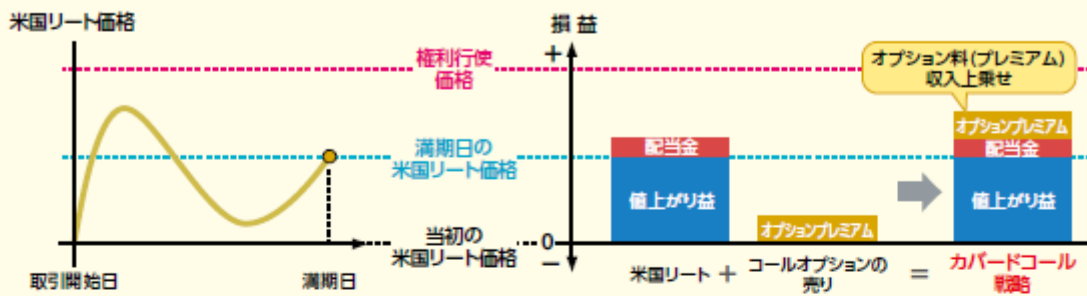 米国リート価格
権利行使
価格
満期日の
米国リート価格
当初の
米国リート価格
取引開始日
満期日
損益
+
0
−
配当金
値上がり益
オプションプレミアム
オプション料(プレミアム)
収入上乗せ
オプションプレミアム
配当金
値上がり益
米国リート
+
コールオプションの
売り
=
カバードコール
戦略